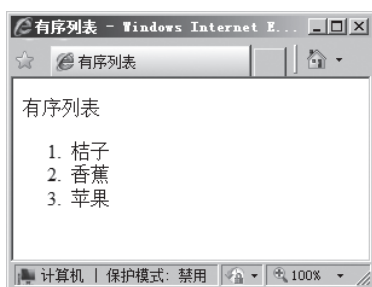 有序列表 - Windows Internet E...
有序列表
有序列表
1. 桔子
2. 香蕉
3. 苹果
计算机 | 保护模式: 禁用 100%